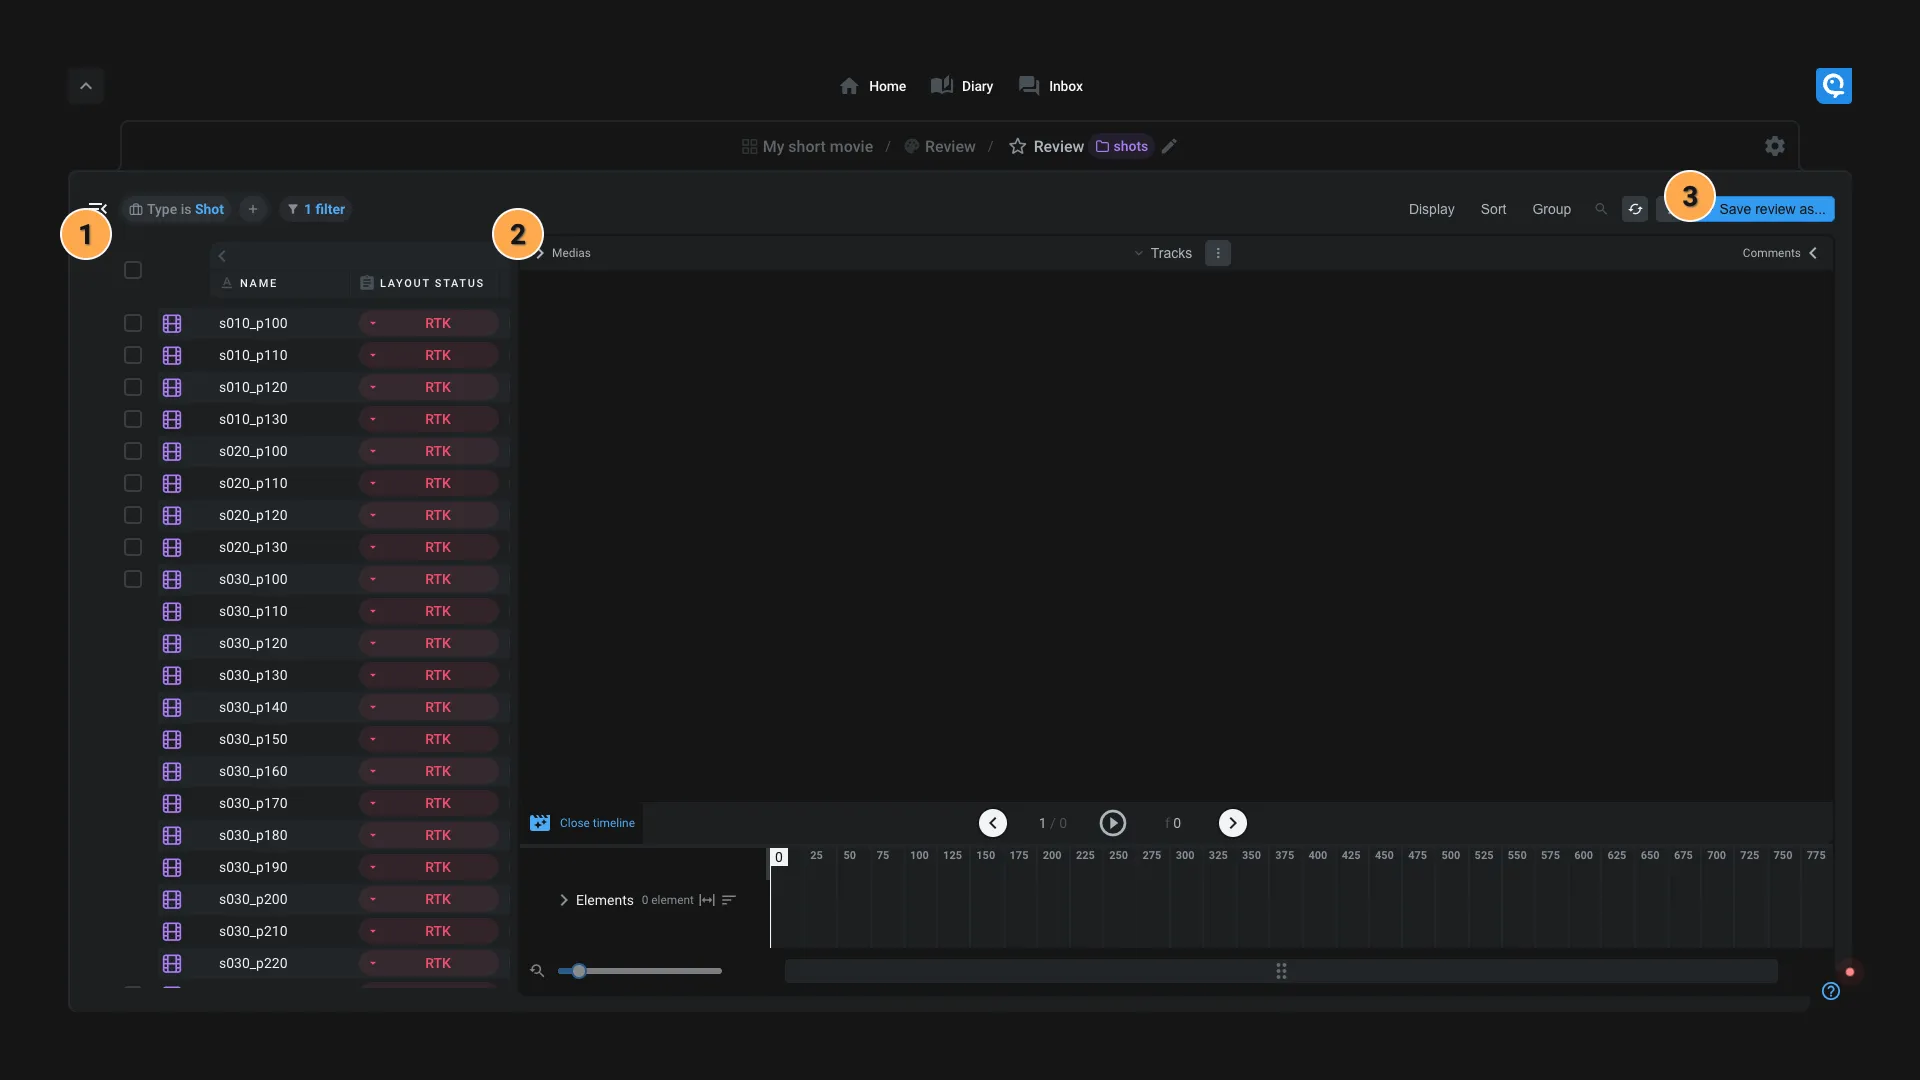 Home Diary Inbox
My short movie / Review / Review shots
Type is Shot + 1 filter Display Sort Group 3 Save review as...
1 2
Medias Tracks Comments
NAME LAYOUT STATUS
s010_p100 RTK
s010_p110 RTK
s010_p120 RTK
s010_p130 RTK
s020_p100 RTK
s020_p110 RTK
s020_p120 RTK
s020_p130 RTK
s030_p100 RTK
s030_p110 RTK
s030_p120 RTK
s030_p130 RTK
s030_p140 RTK
s030_p150 RTK
s030_p160 RTK
s030_p170 RTK
s030_p180 RTK
s030_p190 RTK
s030_p200 RTK
s030_p210 RTK
s030_p220 RTK
Close timeline 1 / 0 f 0
0 25 50 75 100 125 150 175 200 225 250 275 300 325 350 375 400 425 450 475 500 525 550 575 600 625 650 675 700 725 750 775
Elements 0 element